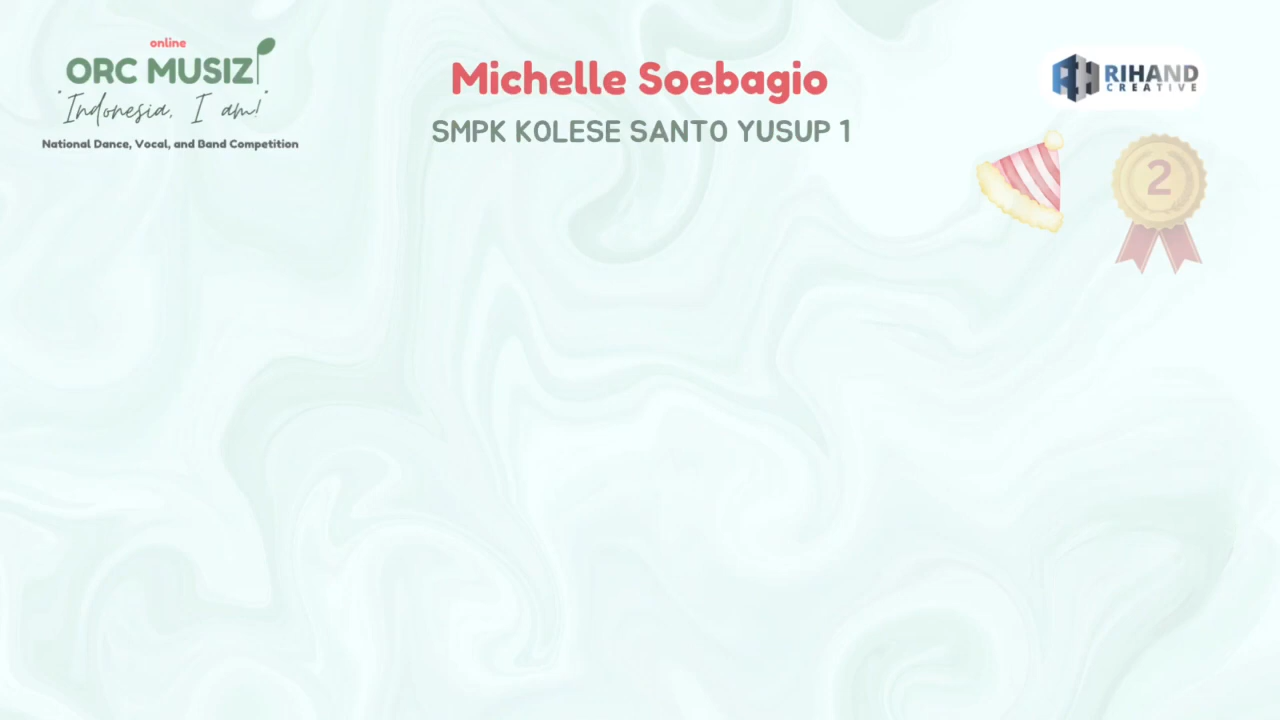 online
ORC MUSIZ
"Indonesia, I am!"
National Dance, Vocal, and Band Competition
Michelle Soebagio
SMPK KOLESE SANTO YUSUP 1
RIHAND
CREATIVE
2